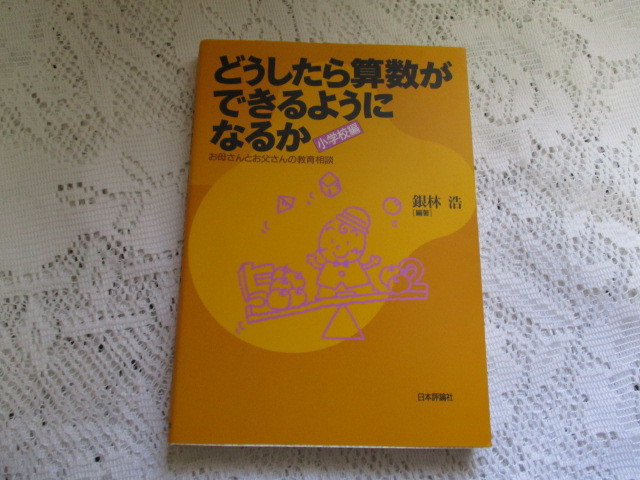 どうしたら算数が
できるように
なるか
小学校編
お母さんとお父さんの教育相談
銀林 浩
[編著]
日本評論社